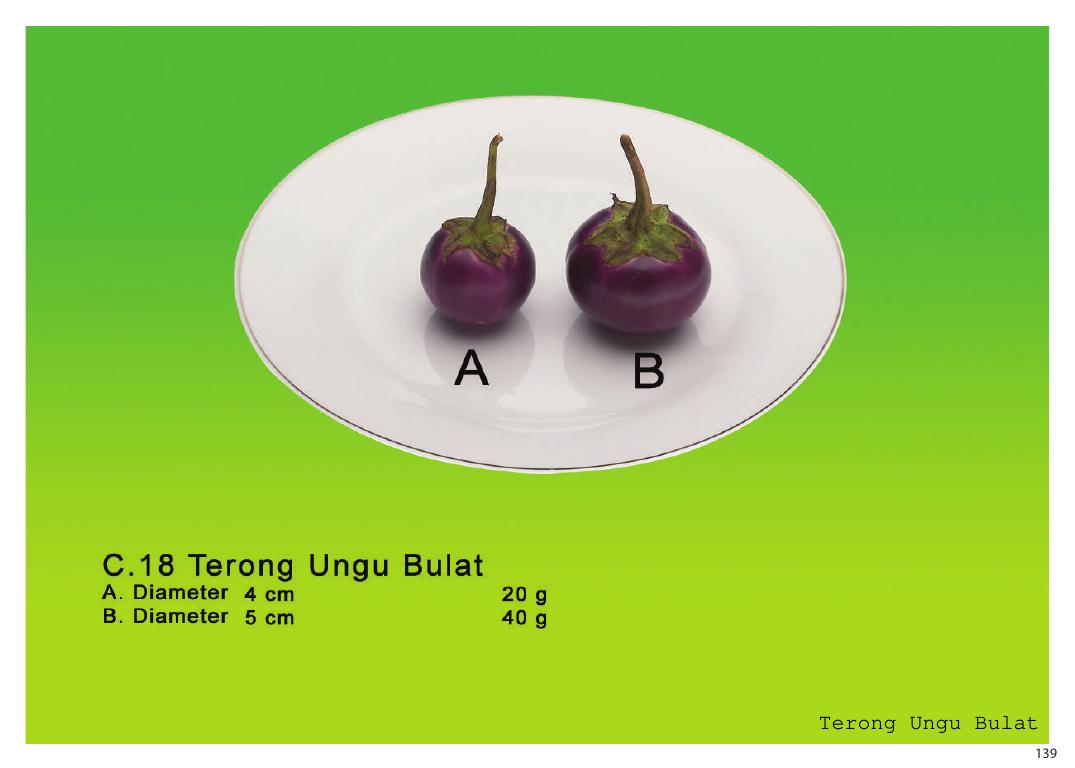 A
B
C.18 Terong Ungu Bulat
A. Diameter 4 cm 20 g
B. Diameter 5 cm 40 g
Terong Ungu Bulat
139